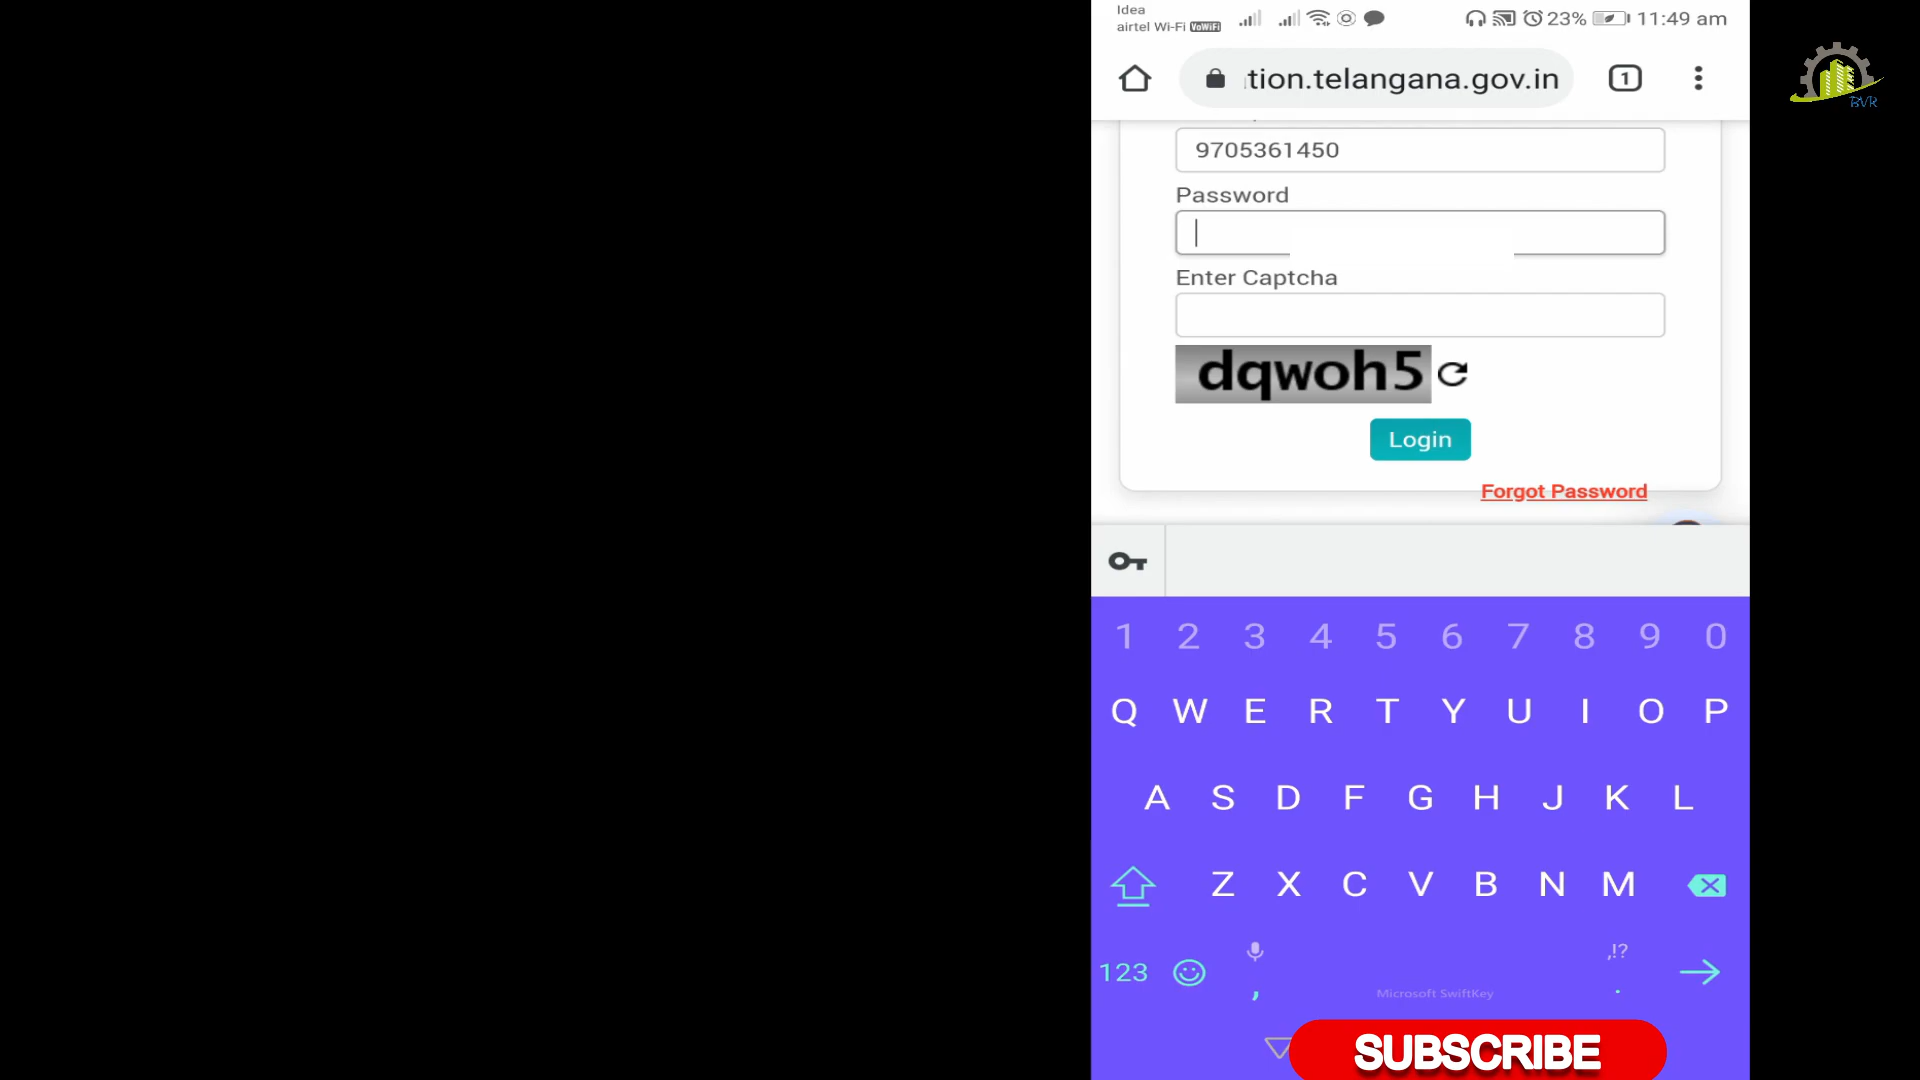 Idea
airtel Wi-Fi VoWiFi
23% 11:49 am
tion.telangana.gov.in
1
BVR
9705361450
Password
Enter Captcha
dqwoh5
Login
Forgot Password
1 2 3 4 5 6 7 8 9 0
Q W E R T Y U I O P
A S D F G H J K L
Z X C V B N M
,!?
123 , .
Microsoft SwiftKey
SUBSCRIBE